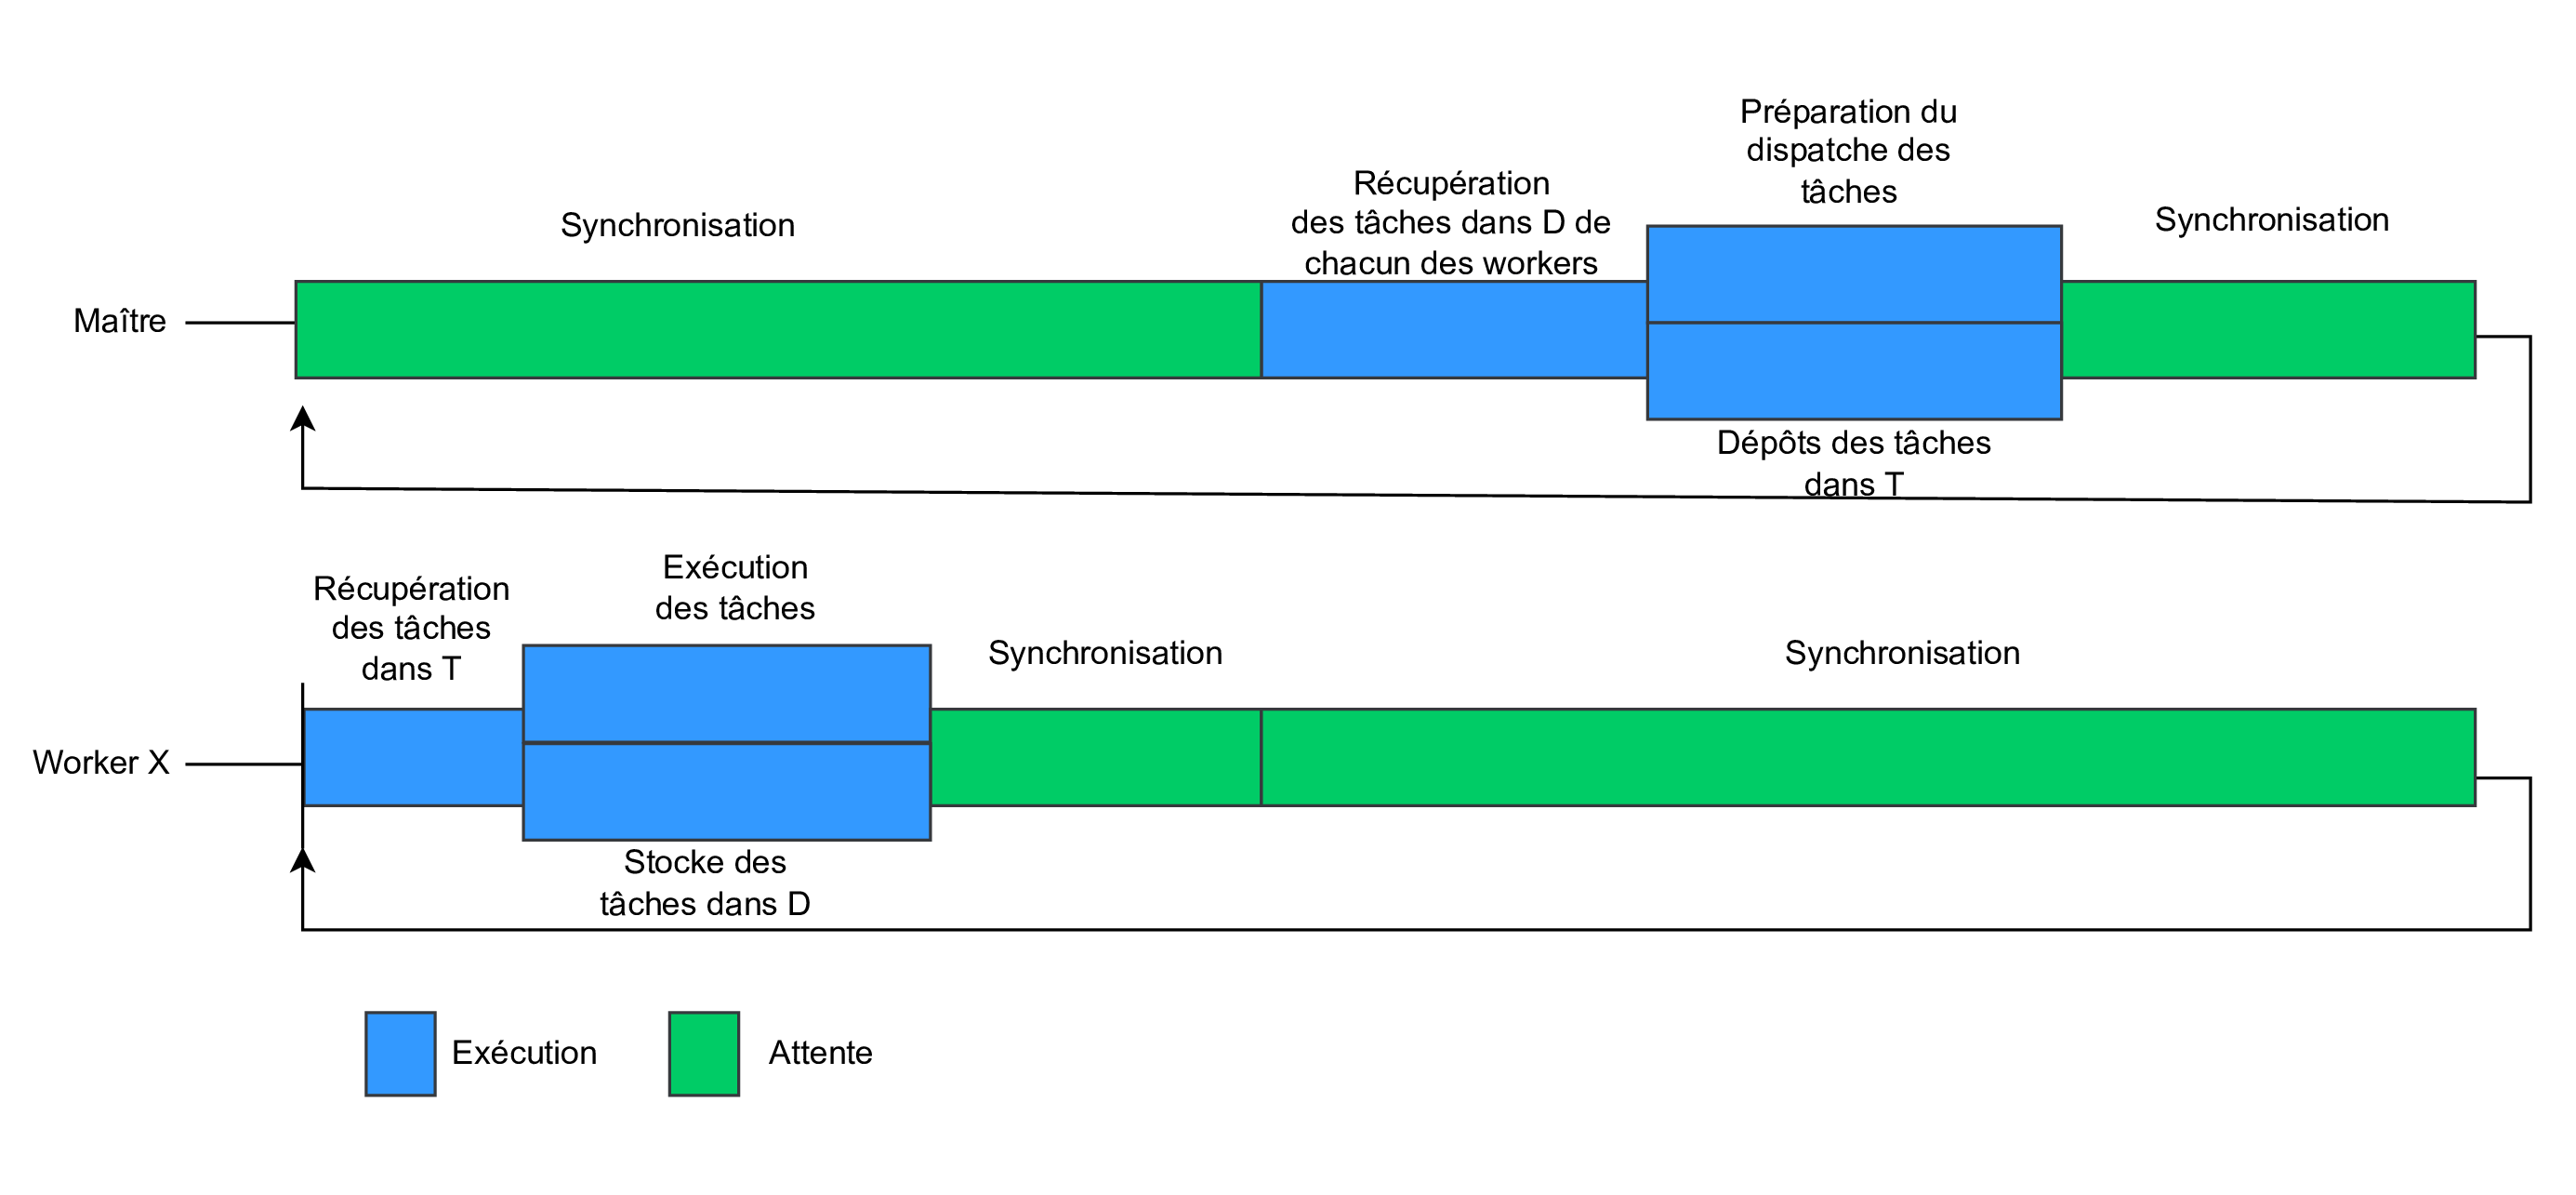 Préparation du
dispatche des
tâches
Récupération
des tâches dans D de
chacun des workers
Synchronisation
Synchronisation
Maître
Dépôts des tâches
dans T
Récupération
des tâches
dans T
Exécution
des tâches
Synchronisation
Synchronisation
Worker X
Stocke des
tâches dans D
Exécution
Attente